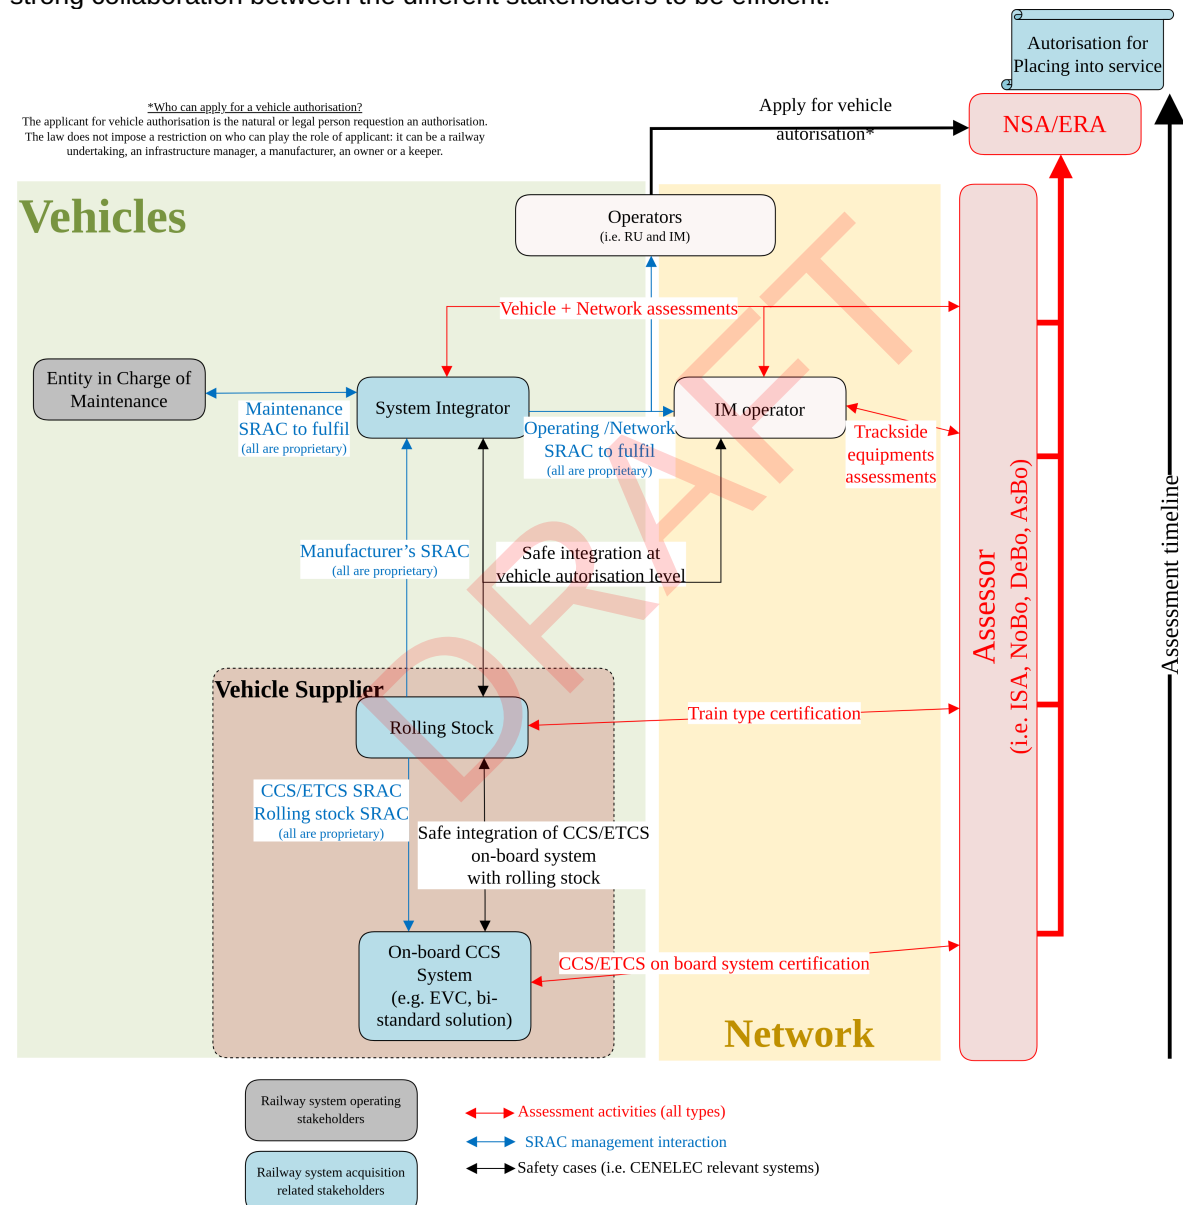 strong collaboration between the different stakeholders to be efficient.
Autorisation for
Placing into service
*Who can apply for a vehicle authorisation?
The applicant for vehicle authorisation is the natural or legal person requestion an authorisation.
The law does not impose a restriction on who can play the role of applicant: it can be a railway
undertaking, an infrastructure manager, a manufacturer, an owner or a keeper.
Apply for vehicle
autorisation*
NSA/ERA
Vehicles
Operators
(i.e. RU and IM)
Vehicle + Network assessments
Entity in Charge of
Maintenance
System Integrator
IM operator
Maintenance
SRAC to fulfil
(all are proprietary)
Operating /Network
SRAC to fulfil
(all are proprietary)
Trackside
equipments
assessments
Manufacturer's SRAC
(all are proprietary)
Safe integration at
vehicle autorisation level
Assessor
(i.e. ISA, NoBo, DeBo, AsBo)
Assessment timeline
DRAFT
Vehicle Supplier
Rolling Stock
Train type certification
CCS/ETCS SRAC
Rolling stock SRAC
(all are proprietary)
Safe integration of CCS/ETCS
on-board system
with rolling stock
On-board CCS
System
(e.g. EVC, bi-
standard solution)
CCS/ETCS on board system certification
Network
Railway system operating
stakeholders
Railway system acquisition
related stakeholders
Assessment activities (all types)
SRAC management interaction
Safety cases (i.e. CENELEC relevant systems)